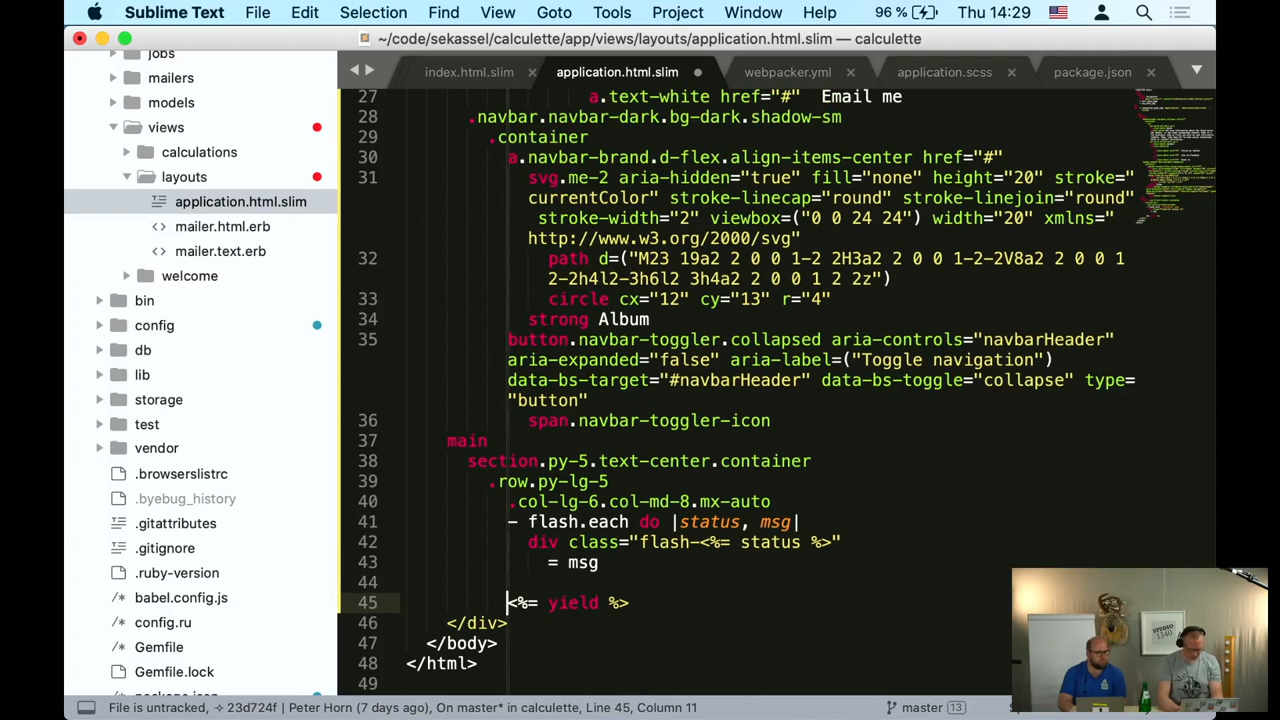 Sublime Text File Edit Selection Find View Goto Tools Project Window Help 96 % Thu 14:29
~/code/sekassel/calculette/app/views/layouts/application.html.slim — calculette
index.html.slim application.html.slim webpacker.yml application.scss package.json
jobs
mailers
models
views
calculations
layouts
application.html.slim
mailer.html.erb
mailer.text.erb
welcome
bin
config
db
lib
storage
test
vendor
.browserslistrc
.byebug_history
.gitattributes
.gitignore
.ruby-version
babel.config.js
config.ru
Gemfile
Gemfile.lock
package.json
27 a.text-white href="#" Email me
28 .navbar.navbar-dark.bg-dark.shadow-sm
29 .container
30 a.navbar-brand.d-flex.align-items-center href="#"
31 svg.me-2 aria-hidden="true" fill="none" height="20" stroke="
currentColor" stroke-linecap="round" stroke-linejoin="round"
stroke-width="2" viewbox=("0 0 24 24") width="20" xmlns="
http://www.w3.org/2000/svg"
32 path d=("M23 19a2 2 0 0 1-2 2H3a2 2 0 0 1-2-2V8a2 2 0 0 1
2-2h4l2-3h6l2 3h4a2 2 0 0 1 2 2z")
33 circle cx="12" cy="13" r="4"
34 strong Album
35 button.navbar-toggler.collapsed aria-controls="navbarHeader"
aria-expanded="false" aria-label=("Toggle navigation")
data-bs-target="#navbarHeader" data-bs-toggle="collapse" type=
"button"
36 span.navbar-toggler-icon
37 main
38 section.py-5.text-center.container
39 .row.py-lg-5
40 .col-lg-6.col-md-8.mx-auto
41 - flash.each do |status, msg|
42 div class="flash-<%= status %>"
43 = msg
44
45 <%= yield %>
46 </div>
47 </body>
48 </html>
49
STUDIO
1340
File is untracked, 23d724f | Peter Horn (7 days ago), On master* in calculette, Line 45, Column 11 master 13